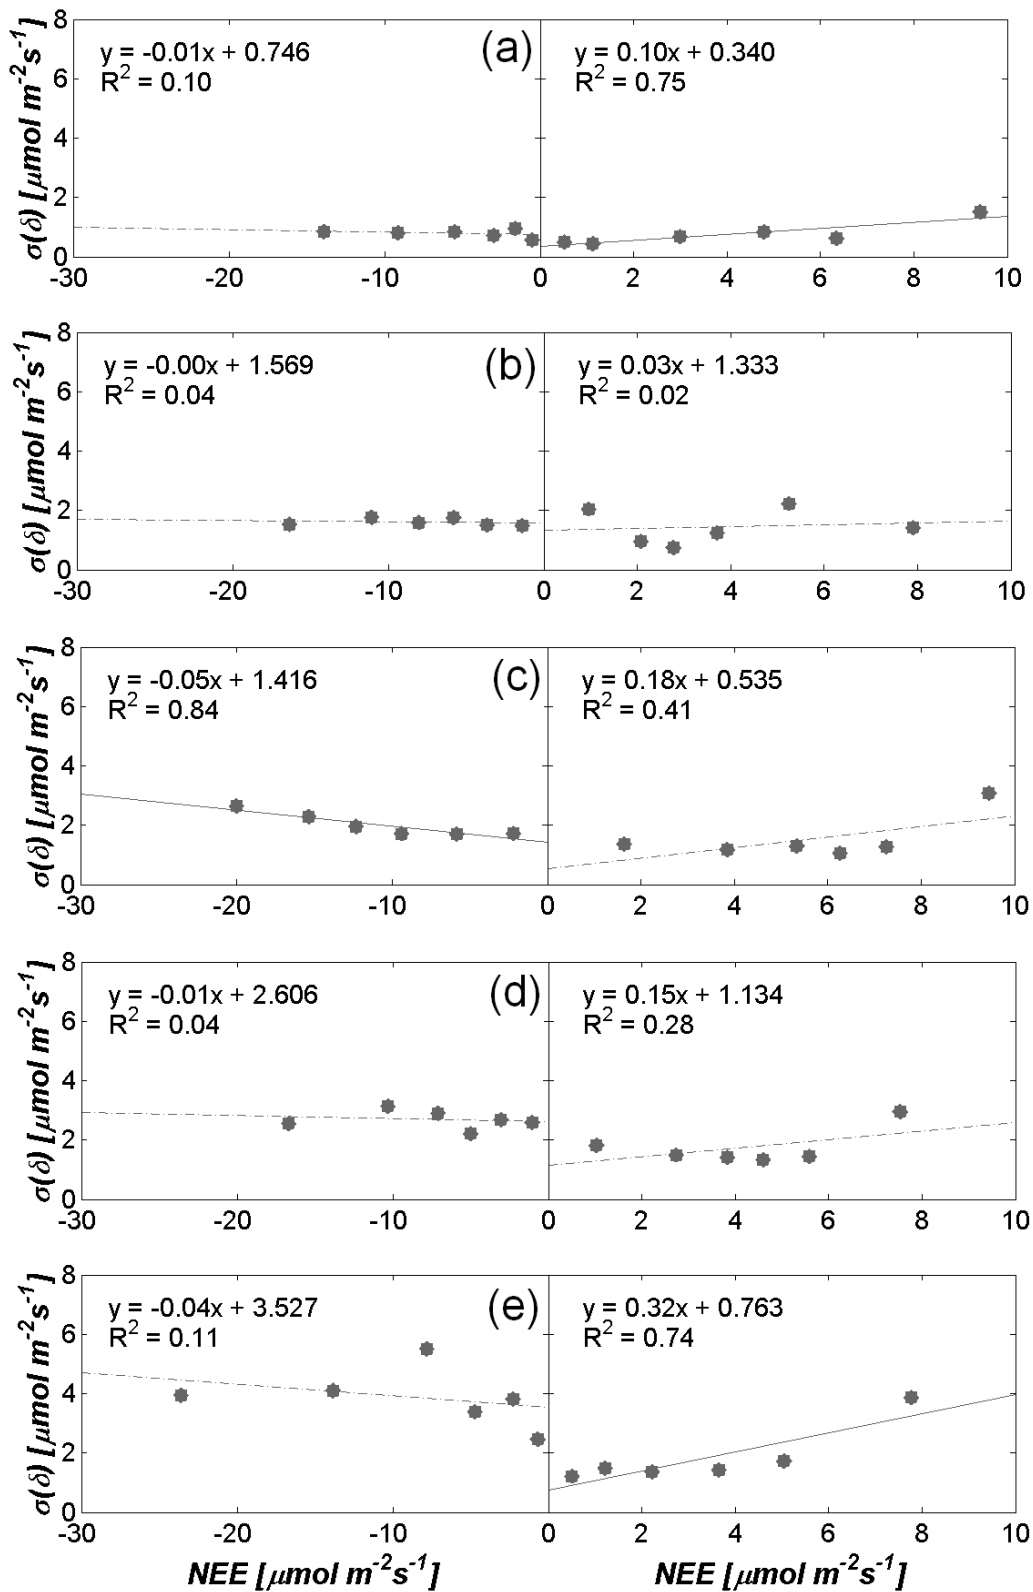 8
y = -0.01x + 0.746
R² = 0.10
(a)
y = 0.10x + 0.340
R² = 0.75
6
4
2
0
σ(δ) [μmol m⁻²s⁻¹]
-30 -20 -10 0 2 4 6 8 10
8
y = -0.00x + 1.569
R² = 0.04
(b)
y = 0.03x + 1.333
R² = 0.02
6
4
2
0
σ(δ) [μmol m⁻²s⁻¹]
-30 -20 -10 0 2 4 6 8 10
8
y = -0.05x + 1.416
R² = 0.84
(c)
y = 0.18x + 0.535
R² = 0.41
6
4
2
0
σ(δ) [μmol m⁻²s⁻¹]
-30 -20 -10 0 2 4 6 8 10
8
y = -0.01x + 2.606
R² = 0.04
(d)
y = 0.15x + 1.134
R² = 0.28
6
4
2
0
σ(δ) [μmol m⁻²s⁻¹]
-30 -20 -10 0 2 4 6 8 10
8
y = -0.04x + 3.527
R² = 0.11
(e)
y = 0.32x + 0.763
R² = 0.74
6
4
2
0
σ(δ) [μmol m⁻²s⁻¹]
-30 -20 -10 0 2 4 6 8 10
NEE [μmol m⁻²s⁻¹] NEE [μmol m⁻²s⁻¹]